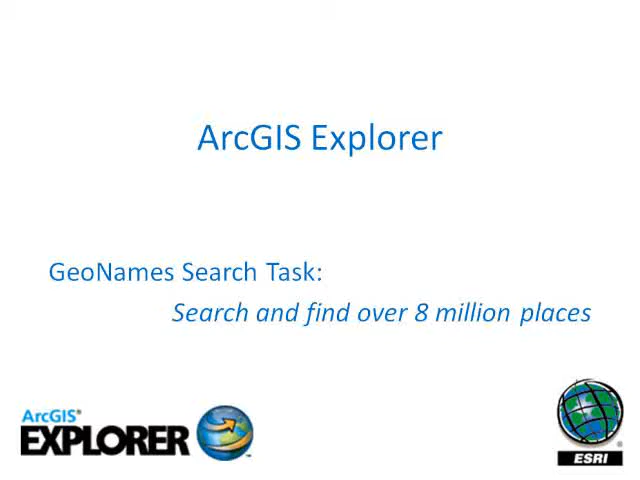 ArcGIS Explorer
GeoNames Search Task:
Search and find over 8 million places
ArcGIS®
EXPLORER
ESRI